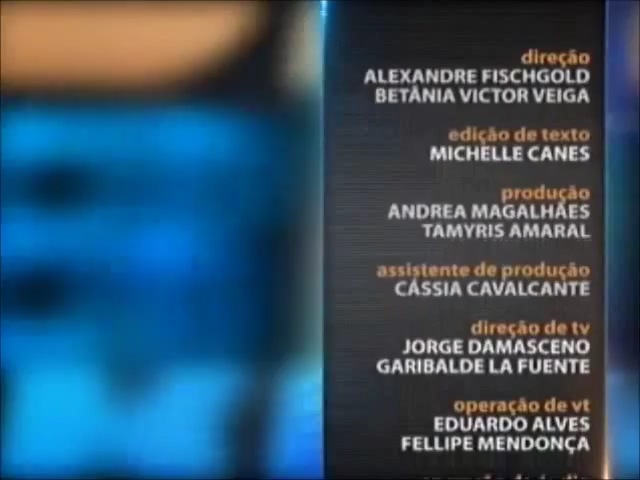 direção
ALEXANDRE FISCHGOLD
BETÂNIA VICTOR VEIGA
edição de texto
MICHELLE CANES
produção
ANDREA MAGALHÃES
TAMYRIS AMARAL
assistente de produção
CÁSSIA CAVALCANTE
direção de tv
JORGE DAMASCENO
GARIBALDE LA FUENTE
operação de vt
EDUARDO ALVES
FELLIPE MENDONÇA